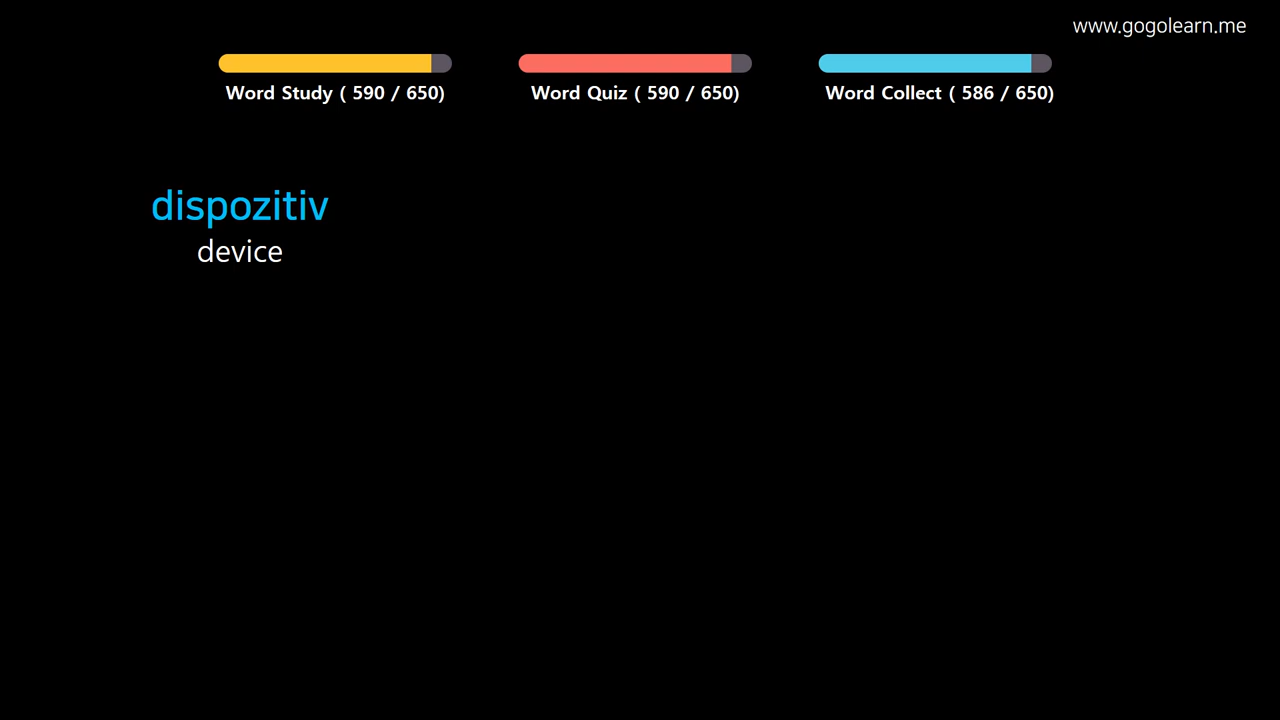 www.gogolearn.me
Word Study ( 590 / 650)
Word Quiz ( 590 / 650)
Word Collect ( 586 / 650)
dispozitiv
device